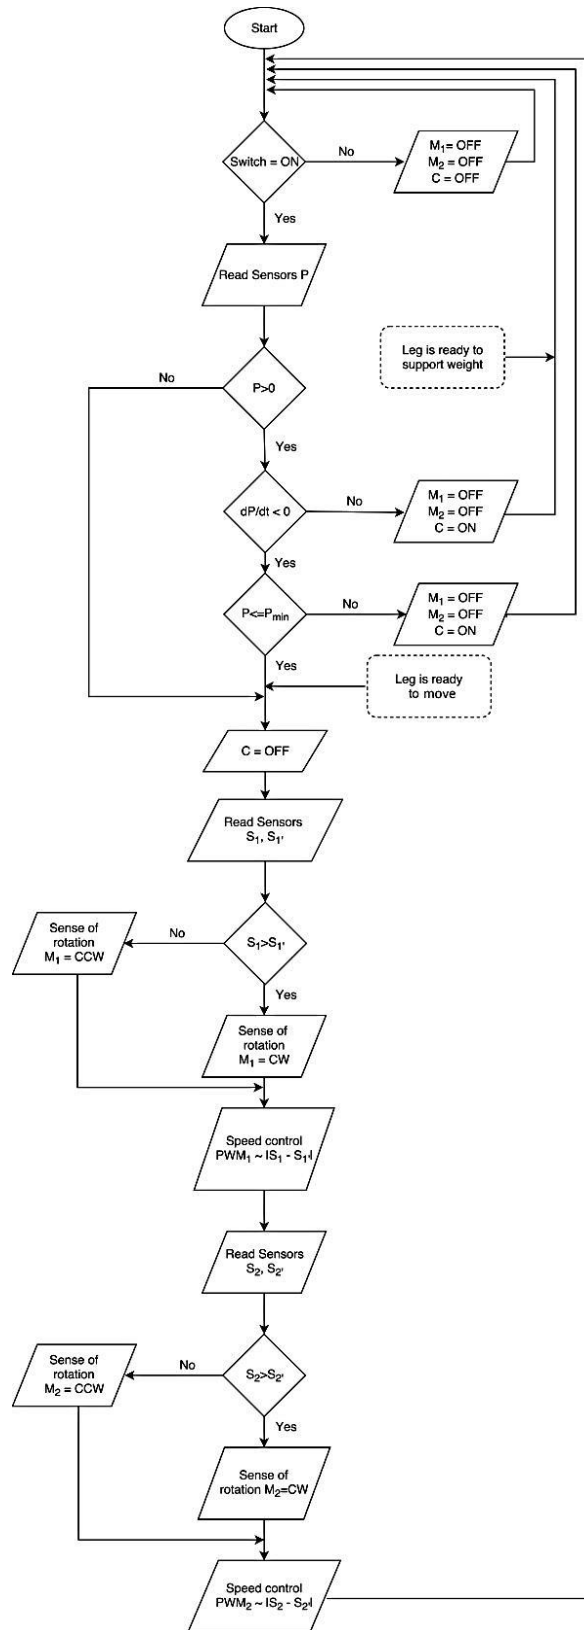 Start
Switch = ON
No
M₁= OFF
M₂ = OFF
C = OFF
Yes
Read Sensors P
Leg is ready to
support weight
No
P>0
Yes
dP/dt < 0
No
M₁ = OFF
M₂ = OFF
C = ON
Yes
P<=Pmin
No
M₁ = OFF
M₂ = OFF
C = ON
Yes
Leg is ready
to move
C = OFF
Read Sensors
S₁, S₁'
S₁>S₁'
No
Sense of
rotation
M₁ = CCW
Yes
Sense of
rotation
M₁ = CW
Speed control
PWM₁ ~ IS₁ - S₁'I
Read Sensors
S₂, S₂'
S₂>S₂'
No
Sense of
rotation
M₂ = CCW
Yes
Sense of
rotation M₂=CW
Speed control
PWM₂ ~ IS₂ - S₂'I